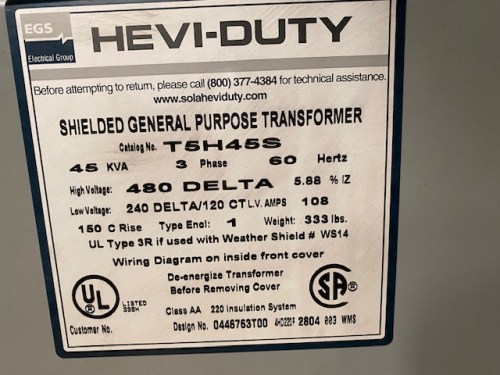 EGS
Electrical Group
HEVI-DUTY
Before attempting to return, please call (800) 377-4384 for technical assistance.
www.solaheviduty.com
SHIELDED GENERAL PURPOSE TRANSFORMER
Catalog No. T5H45S
45 KVA 3 Phase 60 Hertz
High Voltage: 480 DELTA 5.88 % IZ
Low Voltage: 240 DELTA/120 CT L.V. AMPS 108
150 C Rise Type Encl: 1 Weight: 333 lbs.
UL Type 3R if used with Weather Shield # WS14
Wiring Diagram on inside front cover
De-energize Transformer
Before Removing Cover
UL
LISTED
SA
Class AA 220 Insulation System
Customer No. Design No. 0446763T00 2804 003 WMS